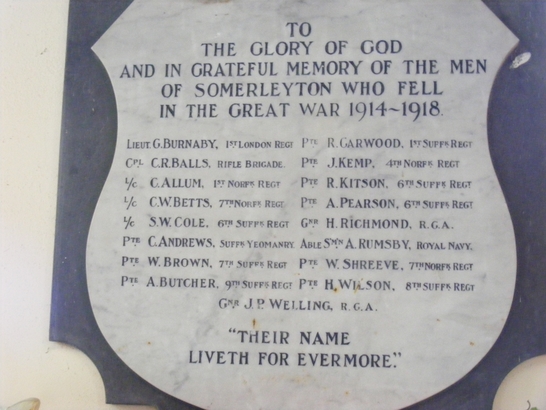 TO
THE GLORY OF GOD
AND IN GRATEFUL MEMORY OF THE MEN
OF SOMERLEYTON WHO FELL
IN THE GREAT WAR 1914~1918.
LIEUT. G. BURNABY, 1ST LONDON REGT PTE R. GARWOOD, 1ST SUFFK REGT
CPL C.R. BALLS, RIFLE BRIGADE. PTE J. KEMP, 4TH NORFK REGT
L/C C. ALLUM, 1ST NORFK REGT PTE R. KITSON, 6TH SUFFK REGT
L/C C.W. BETTS, 7TH NORFK REGT PTE A. PEARSON, 6TH SUFFK REGT
L/C S.W. COLE, 6TH SUFFK REGT GNR H. RICHMOND, R.G.A.
PTE C. ANDREWS, SUFFK YEOMANRY. ABLE SMN A. RUMSBY, ROYAL NAVY.
PTE W. BROWN, 7TH SUFFK REGT PTE W. SHREEVE, 7TH NORFK REGT
PTE A. BUTCHER, 9TH SUFFK REGT PTE H. WILSON, 8TH SUFFK REGT
GNR J.P. WELLING, R.G.A.
"THEIR NAME
LIVETH FOR EVERMORE."